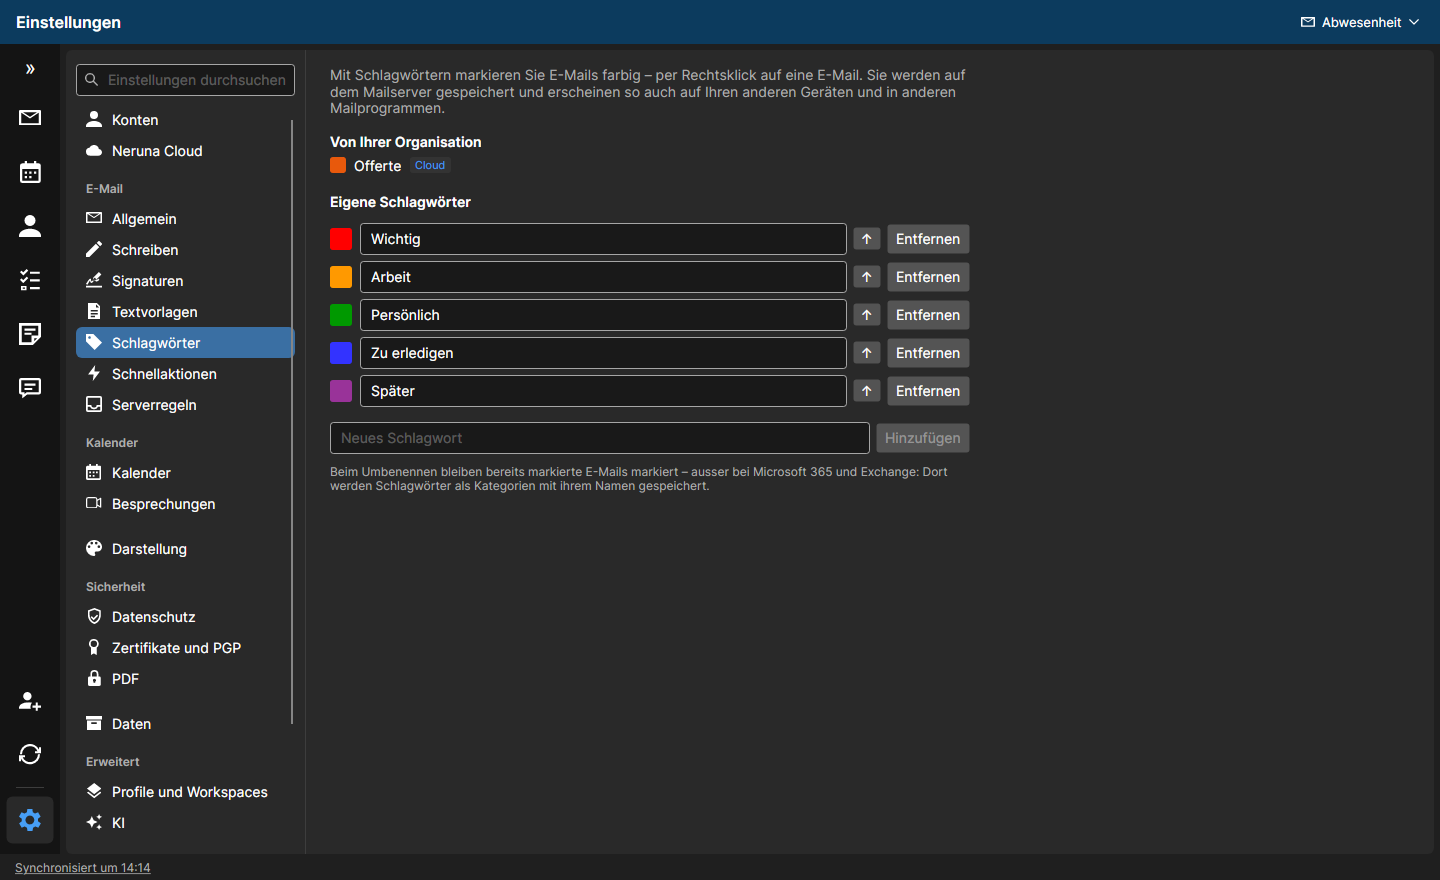 Einstellungen
Abwesenheit
Einstellungen durchsuchen
Konten
Neruna Cloud
E-Mail
Allgemein
Schreiben
Signaturen
Textvorlagen
Schlagwörter
Schnellaktionen
Serverregeln
Kalender
Kalender
Besprechungen
Darstellung
Sicherheit
Datenschutz
Zertifikate und PGP
PDF
Daten
Erweitert
Profile und Workspaces
KI
Mit Schlagwörtern markieren Sie E-Mails farbig – per Rechtsklick auf eine E-Mail. Sie werden auf
dem Mailserver gespeichert und erscheinen so auch auf Ihren anderen Geräten und in anderen
Mailprogrammen.
Von Ihrer Organisation
Offerte Cloud
Eigene Schlagwörter
Wichtig Entfernen
Arbeit Entfernen
Persönlich Entfernen
Zu erledigen Entfernen
Später Entfernen
Neues Schlagwort Hinzufügen
Beim Umbenennen bleiben bereits markierte E-Mails markiert – ausser bei Microsoft 365 und Exchange: Dort
werden Schlagwörter als Kategorien mit ihrem Namen gespeichert.
Synchronisiert um 14:14